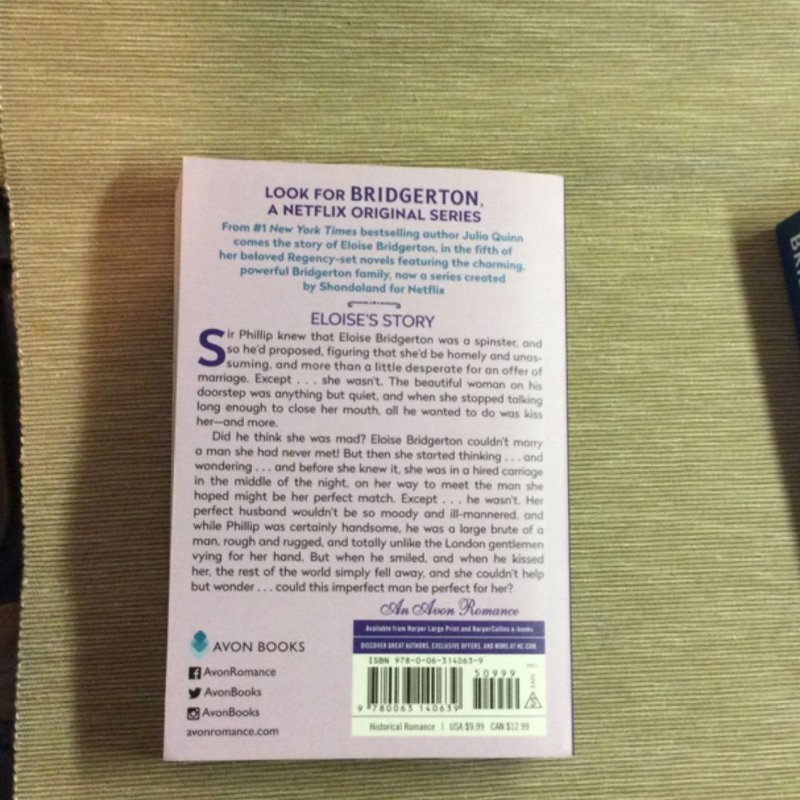 LOOK FOR BRIDGERTON,
A NETFLIX ORIGINAL SERIES
From #1 New York Times bestselling author Julia Quinn
comes the story of Eloise Bridgerton, in the fifth of
her beloved Regency-set novels featuring the charming,
powerful Bridgerton family, now a series created
by Shondaland for Netflix
ELOISE'S STORY
Sir Phillip knew that Eloise Bridgerton was a spinster, and
so he'd proposed, figuring that she'd be homely and unas-
suming, and more than a little desperate for an offer of
marriage. Except . . . she wasn't. The beautiful woman on his
doorstep was anything but quiet, and when she stopped talking
long enough to close her mouth, all he wanted to do was kiss
her—and more.
Did he think she was mad? Eloise Bridgerton couldn't marry
a man she had never met! But then she started thinking . . . and
wondering . . . and before she knew it, she was in a hired carriage
in the middle of the night, on her way to meet the man she
hoped might be her perfect match. Except . . . he wasn't. Her
perfect husband wouldn't be so moody and ill-mannered, and
while Phillip was certainly handsome, he was a large brute of a
man, rough and rugged, and totally unlike the London gentlemen
vying for her hand. But when he smiled, and when he kissed
her, the rest of the world simply fell away, and she couldn't help
but wonder . . . could this imperfect man be perfect for her?
An Avon Romance
Available from Harper Large Print and HarperCollins e-books
DISCOVER GREAT AUTHORS, EXCLUSIVE OFFERS, AND MORE AT HC.COM.
AVON BOOKS
AvonRomance
AvonBooks
AvonBooks
avonromance.com
ISBN 978-0-06-314063-9
50999
9 780063 140639
Historical Romance | USA $9.99 CAN $12.99